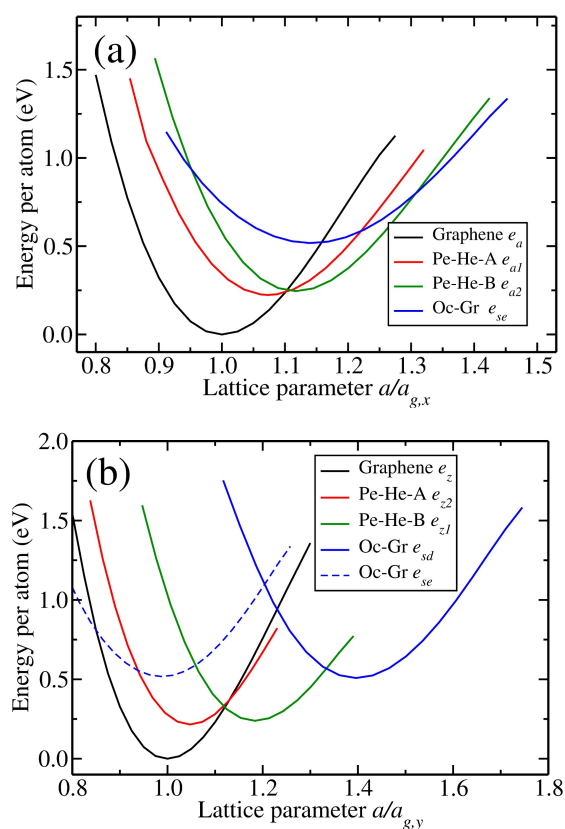 (a)
Energy per atom (eV)
1.5
1.0
0.5
0.0
Graphene e_a
Pe-He-A e_a1
Pe-He-B e_a2
Oc-Gr e_se
0.8 0.9 1.0 1.1 1.2 1.3 1.4 1.5
Lattice parameter a/a_g,x
(b)
Energy per atom (eV)
2.0
1.5
1.0
0.5
0.0
Graphene e_z
Pe-He-A e_z2
Pe-He-B e_z1
Oc-Gr e_sd
Oc-Gr e_se
0.8 1.0 1.2 1.4 1.6 1.8
Lattice parameter a/a_g,y